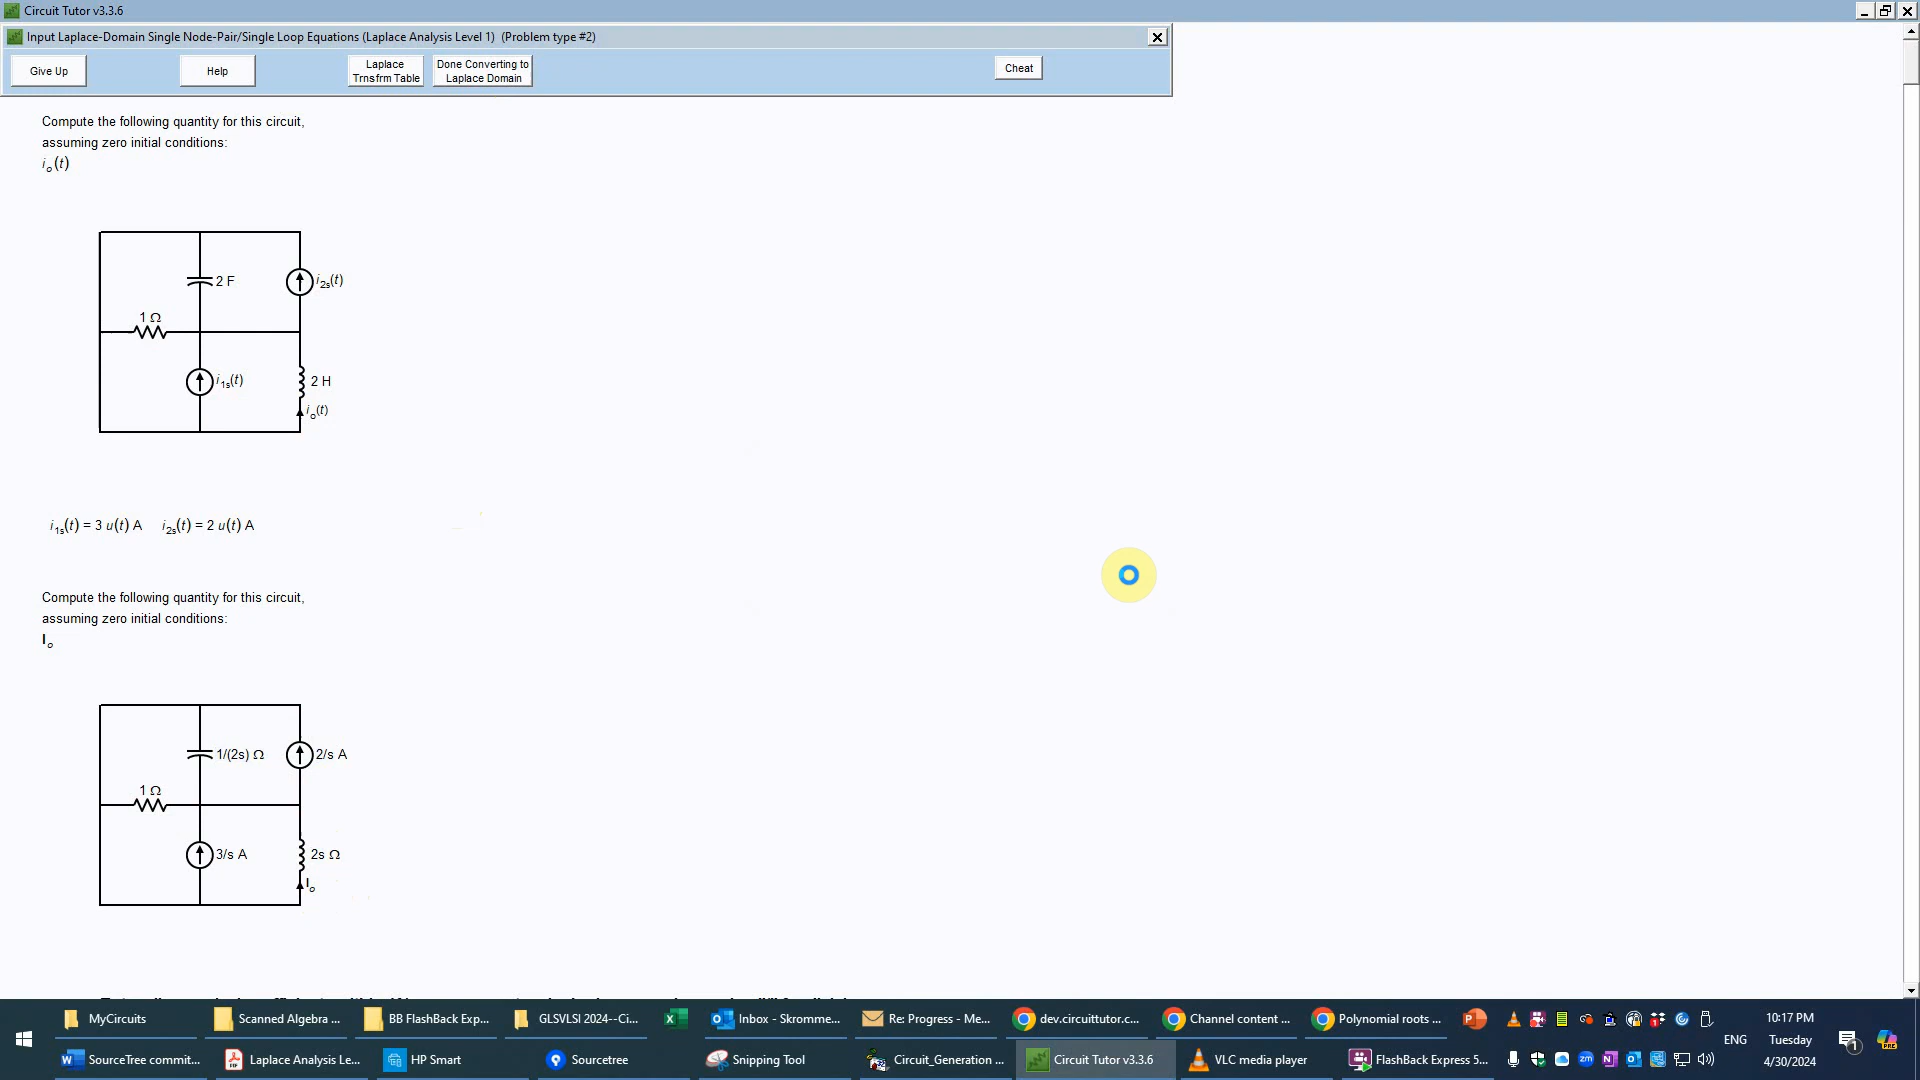 Circuit Tutor v3.3.6
Input Laplace-Domain Single Node-Pair/Single Loop Equations (Laplace Analysis Level 1) (Problem type #2)
Give Up
Help
Laplace
Trnsfrm Table
Done Converting to
Laplace Domain
Cheat
Compute the following quantity for this circuit,
assuming zero initial conditions:
io(t)
2 F
i2s(t)
1 Ω
i1s(t)
2 H
io(t)
i1s(t) = 3 u(t) A i2s(t) = 2 u(t) A
Compute the following quantity for this circuit,
assuming zero initial conditions:
Io
1/(2s) Ω
2/s A
1 Ω
3/s A
2s Ω
Io
MyCircuits
Scanned Algebra ...
BB FlashBack Exp...
GLSVLSI 2024--Ci...
Inbox - Skromme...
Re: Progress - Me...
dev.circuittutor.c...
Channel content ...
Polynomial roots ...
10:17 PM
ENG
Tuesday
4/30/2024
SourceTree commit...
Laplace Analysis Le...
HP Smart
Sourcetree
Snipping Tool
Circuit_Generation ...
Circuit Tutor v3.3.6
VLC media player
FlashBack Express 5...